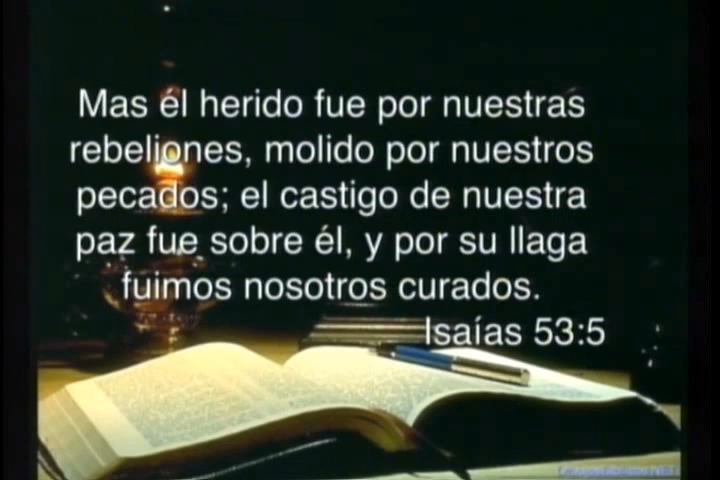 Mas él herido fue por nuestras
rebeliones, molido por nuestros
pecados; el castigo de nuestra
paz fue sobre él, y por su llaga
fuimos nosotros curados.
Isaías 53:5